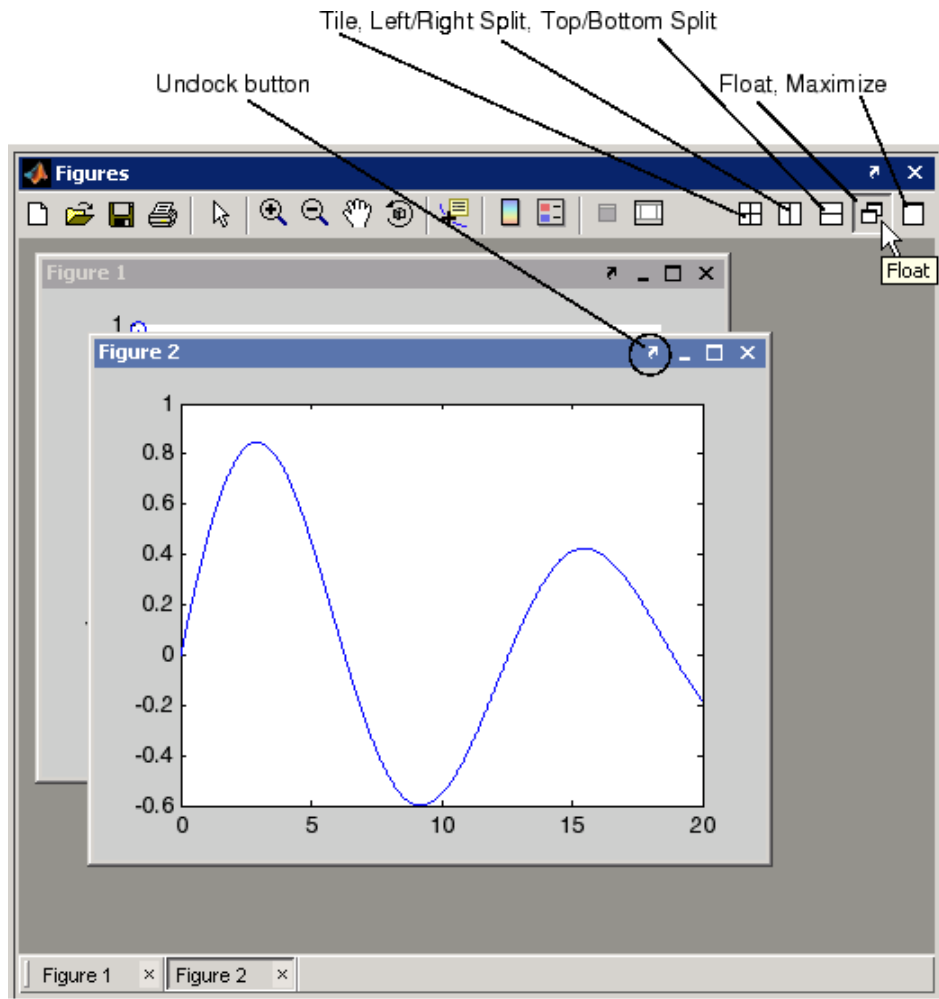 Tile, Left/Right Split, Top/Bottom Split
Undock button
Float, Maximize
Figures
Float
Figure 1
1
Figure 2
1
0.8
0.6
0.4
0.2
0
-0.2
-0.4
-0.6
0 5 10 15 20
Figure 1 Figure 2